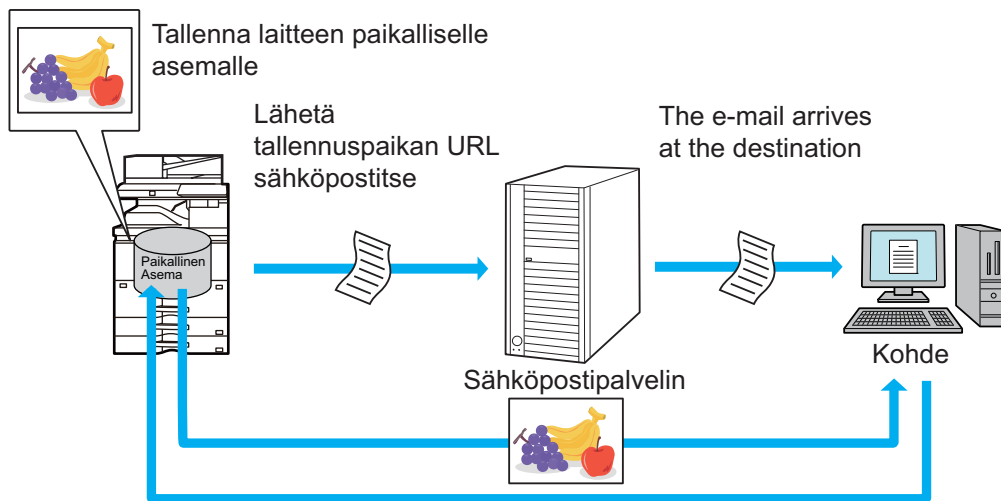 Tallenna laitteen paikalliselle
asemalle
Lähetä
tallennuspaikan URL
sähköpostitse
The e-mail arrives
at the destination
Paikallinen
Asema
Sähköpostipalvelin
Kohde